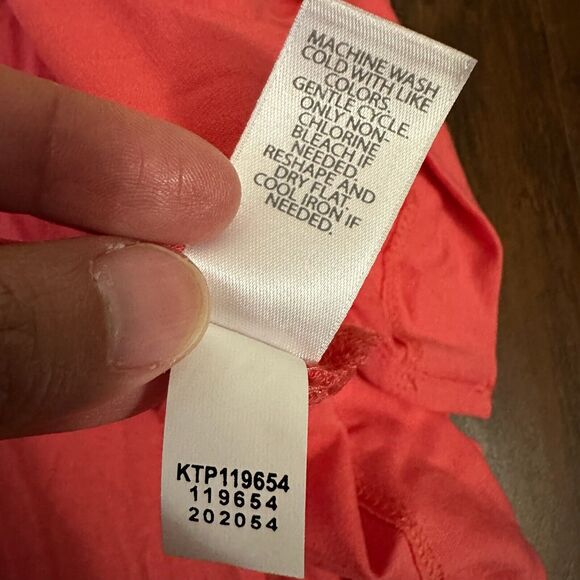 MACHINE WASH
COLD WITH LIKE
COLORS.
GENTLE CYCLE.
ONLY NON-
CHLORINE
BLEACH IF
NEEDED.
RESHAPE AND
DRY FLAT.
COOL IRON IF
NEEDED.
KTP119654
119654
202054